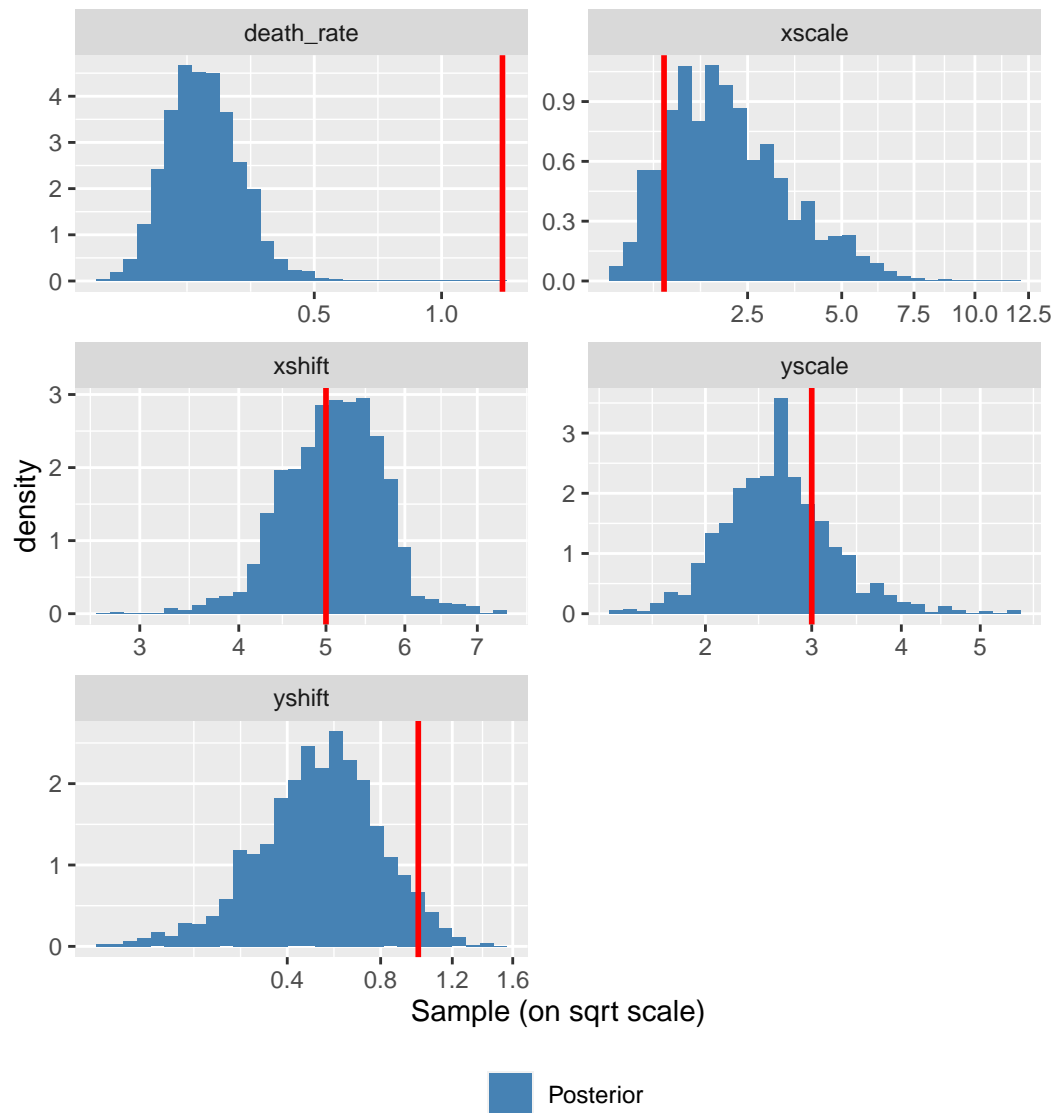 death_rate
xscale
4
3
2
1
0
0.9
0.6
0.3
0.0
0.5 1.0
2.5 5.0 7.5 10.0 12.5
xshift
yscale
3
2
1
0
3
2
1
0
3 4 5 6 7
2 3 4 5
density
yshift
2
1
0
0.4 0.8 1.2 1.6
Sample (on sqrt scale)
Posterior